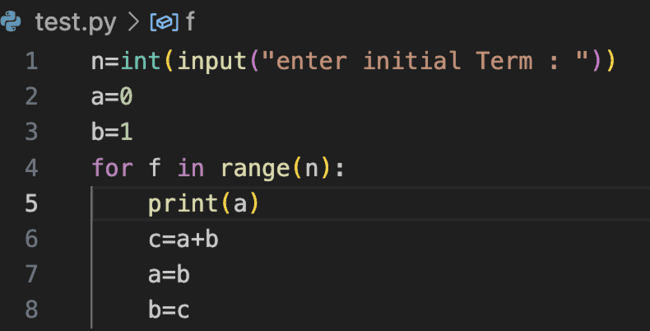 test.py > f
1 n=int(input("enter initial Term : "))
2 a=0
3 b=1
4 for f in range(n):
5     print(a)
6     c=a+b
7     a=b
8     b=c